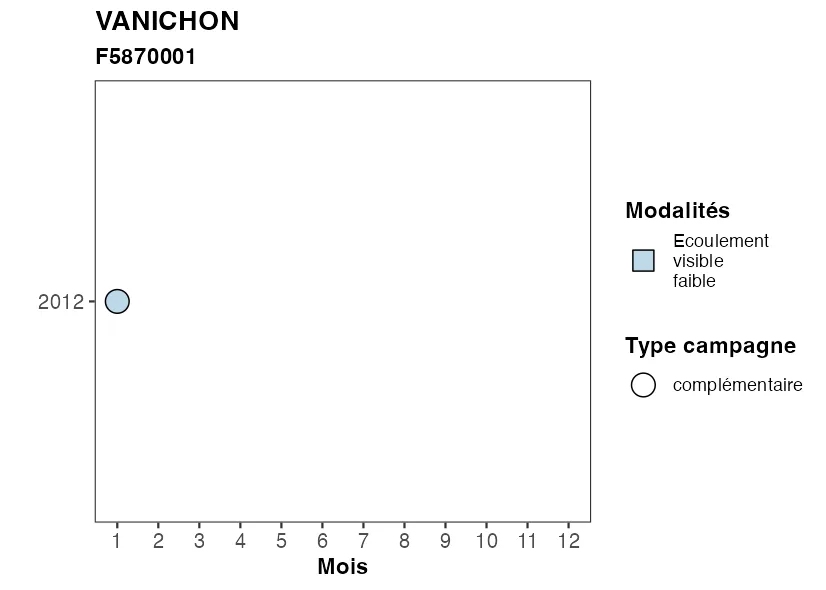 VANICHON
F5870001
2012
1 2 3 4 5 6 7 8 9 10 11 12
Mois
Modalités
Ecoulement
visible
faible
Type campagne
complémentaire